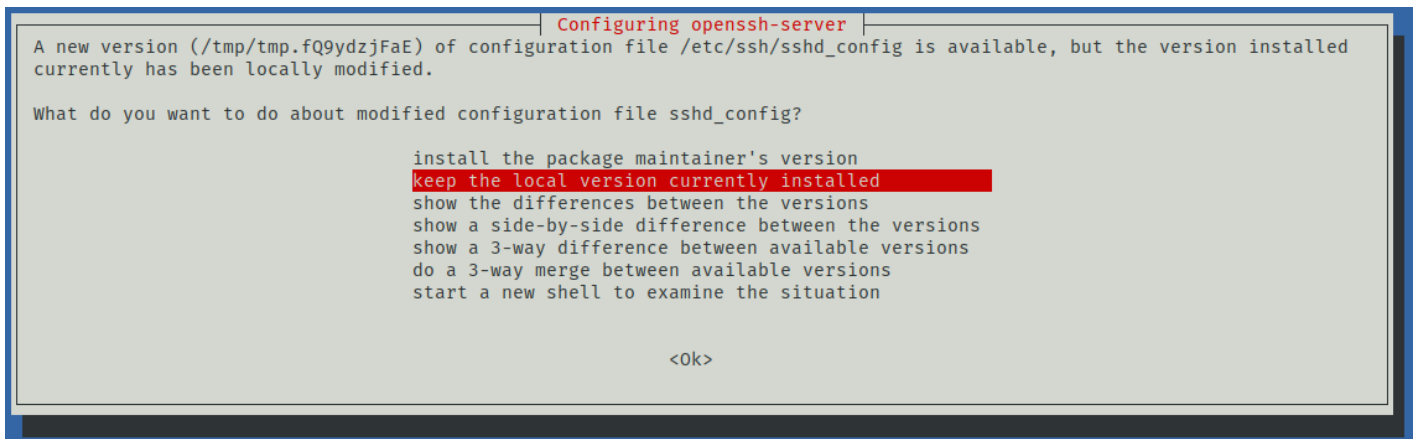 Configuring openssh-server
A new version (/tmp/tmp.fQ9ydzjFaE) of configuration file /etc/ssh/sshd_config is available, but the version installed
currently has been locally modified.
What do you want to do about modified configuration file sshd_config?
install the package maintainer's version
keep the local version currently installed
show the differences between the versions
show a side-by-side difference between the versions
show a 3-way difference between available versions
do a 3-way merge between available versions
start a new shell to examine the situation
<Ok>